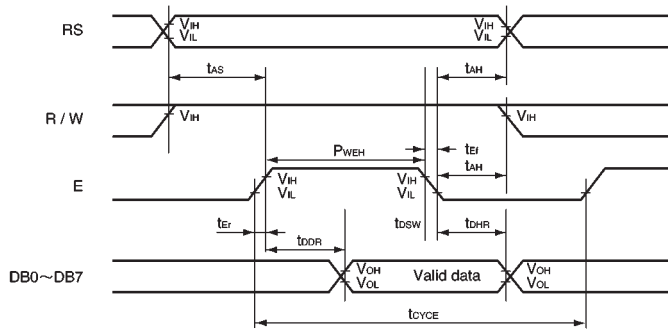 RS
VIH
VIL
VIH
VIL
tAS
tAH
R / W
VIH
VIH
PWEH
tEf
tAH
E
VIH
VIL
VIH
VIL
tEr
tDDR
tDSW
tDHR
DB0～DB7
VOH
VOL
Valid data
VOH
VOL
tCYCE